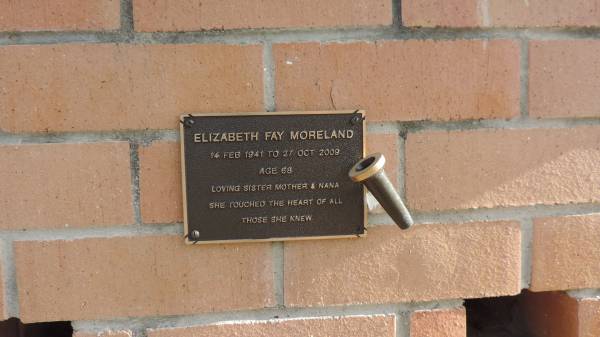 ELIZABETH FAY MORELAND
14 FEB 1941 TO 27 OCT 2009
AGE 68
LOVING SISTER MOTHER & NANA
SHE TOUCHED THE HEART OF ALL
THOSE SHE KNEW